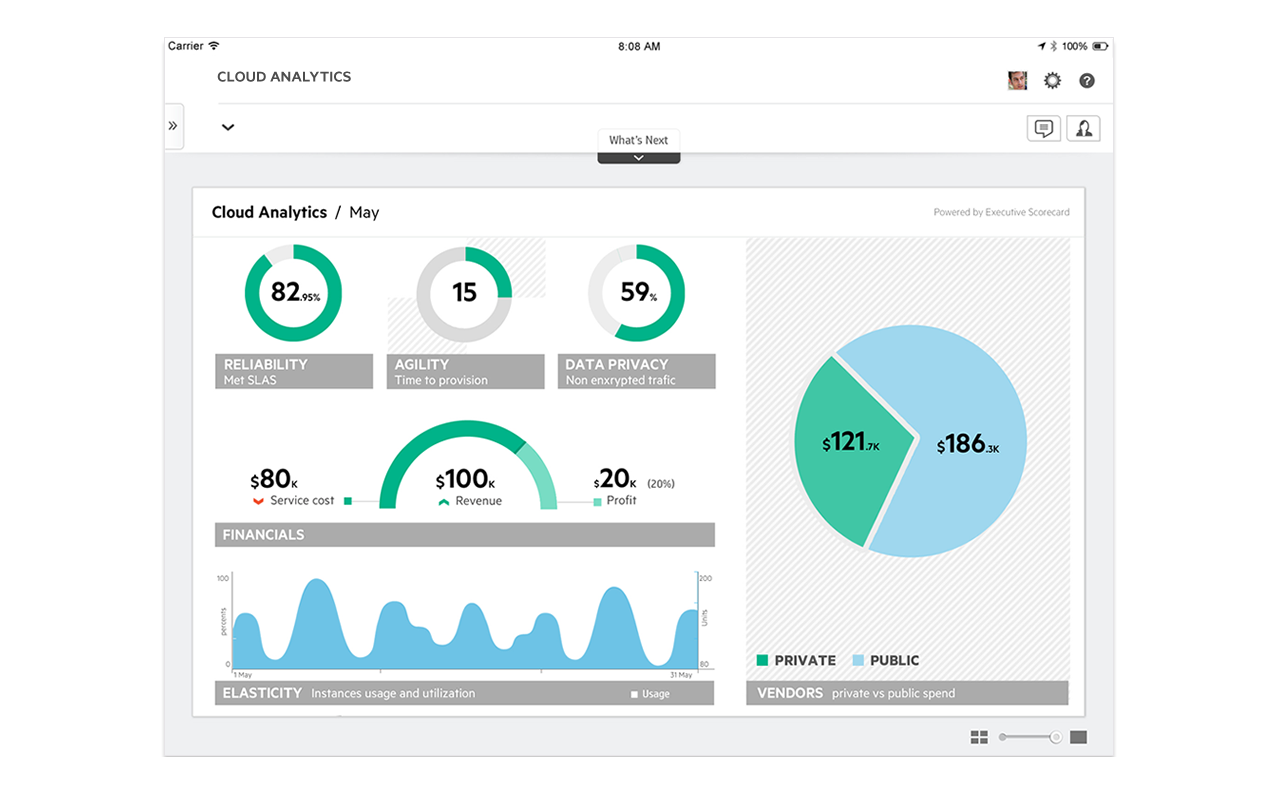 Carrier
8:08 AM
100%
CLOUD ANALYTICS
?
What's Next
Cloud Analytics / May
Powered by Executive Scorecard
82.95%
15
59%
RELIABILITY
Met SLAS
AGILITY
Time to provision
DATA PRIVACY
Non enxrypted trafic
$80K
Service cost
$100K
Revenue
$20K (20%)
Profit
FINANCIALS
100
percents
0
200
Units
80
1 May
31 May
ELASTICITY Instances usage and utilization
Usage
$121.7K
$186.3K
PRIVATE PUBLIC
VENDORS private vs public spend